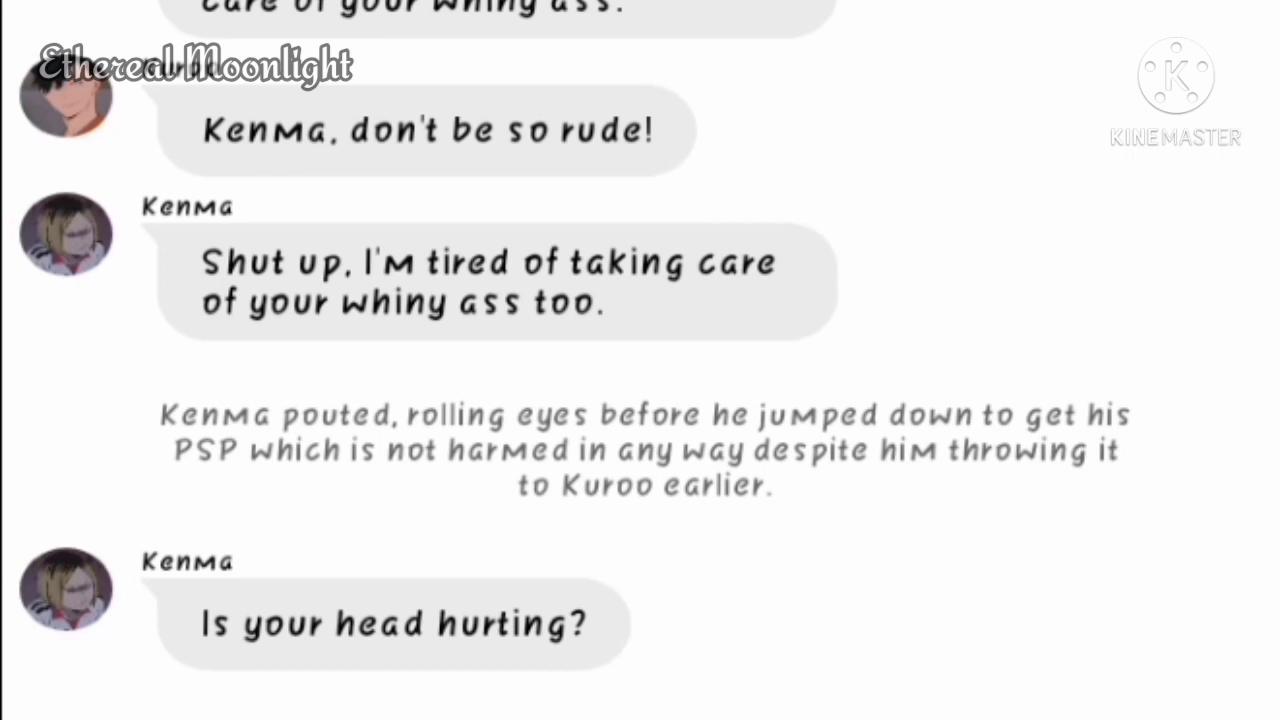 care of your whiny ass.
Ethereal Moonlight
KINEMASTER
Kenma, don't be so rude!
Kenma
Shut up, I'm tired of taking care
of your whiny ass too.
Kenma pouted, rolling eyes before he jumped down to get his
PSP which is not harmed in any way despite him throwing it
to Kuroo earlier.
Kenma
Is your head hurting?